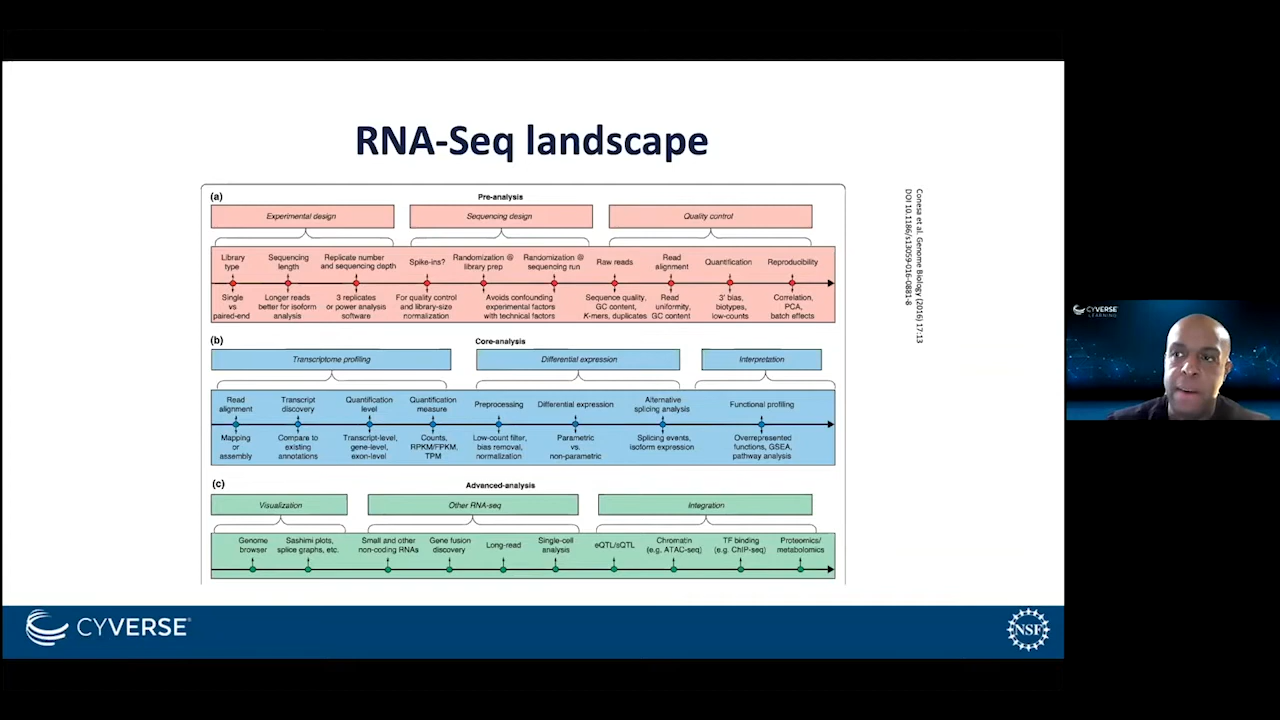 RNA-Seq landscape
(a)
Pre-analysis
Experimental design
Sequencing design
Quality control
Library
type
Sequencing
length
Replicate number
and sequencing depth
Spike-ins?
Randomization @
library prep
Randomization @
sequencing run
Raw reads
Read
alignment
Quantification
Reproducibility
Single
vs
paired-end
Longer reads
better for isoform
analysis
3 replicates
or power analysis
software
For quality control
and library-size
normalization
Avoids confounding
experimental factors
with technical factors
Sequence quality,
GC content,
K-mers, duplicates
Read
uniformity,
GC content
3' bias,
biotypes,
low-counts
Correlation,
PCA,
batch effects
(b)
Core-analysis
Transcriptome profiling
Differential expression
Interpretation
Read
alignment
Transcript
discovery
Quantification
level
Quantification
measure
Preprocessing
Differential expression
Alternative
splicing analysis
Functional profiling
Mapping
or
assembly
Compare to
existing
annotations
Transcript-level,
gene-level,
exon-level
Counts,
RPKM/FPKM,
TPM
Low-count filter,
bias removal,
normalization
Parametric
vs.
non-parametric
Splicing events,
isoform expression
Overrepresented
functions, GSEA,
pathway analysis
(c)
Advanced-analysis
Visualization
Other RNA-seq
Integration
Genome
browser
Sashimi plots,
splice graphs, etc.
Small and other
non-coding RNAs
Gene fusion
discovery
Long-read
Single-cell
analysis
eQTL/sQTL
Chromatin
(e.g. ATAC-seq)
TF binding
(e.g. ChIP-seq)
Proteomics/
metabolomics
Conesa et al. Genome Biology (2016) 17:13
DOI 10.1186/s13059-016-0881-8
CYVERSE
LEARNING
CYVERSE®
NSF